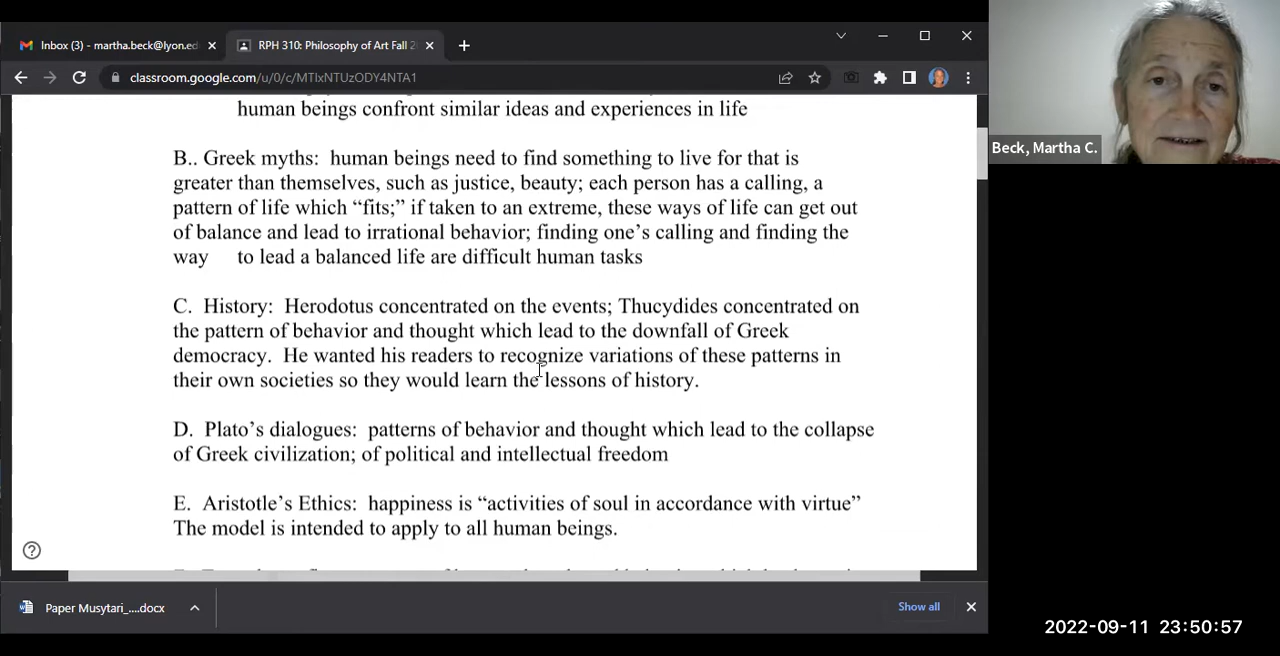 Inbox (3) - martha.beck@lyon.ed
RPH 310: Philosophy of Art Fall 2
classroom.google.com/u/0/c/MTIxNTUzODY4NTA1
human beings confront similar ideas and experiences in life
Beck, Martha C.
B.. Greek myths: human beings need to find something to live for that is
greater than themselves, such as justice, beauty; each person has a calling, a
pattern of life which “fits;” if taken to an extreme, these ways of life can get out
of balance and lead to irrational behavior; finding one’s calling and finding the
way to lead a balanced life are difficult human tasks
C. History: Herodotus concentrated on the events; Thucydides concentrated on
the pattern of behavior and thought which lead to the downfall of Greek
democracy. He wanted his readers to recognize variations of these patterns in
their own societies so they would learn the lessons of history.
D. Plato’s dialogues: patterns of behavior and thought which lead to the collapse
of Greek civilization; of political and intellectual freedom
E. Aristotle’s Ethics: happiness is “activities of soul in accordance with virtue”
The model is intended to apply to all human beings.
Paper Musytari_....docx
Show all
2022-09-11 23:50:57